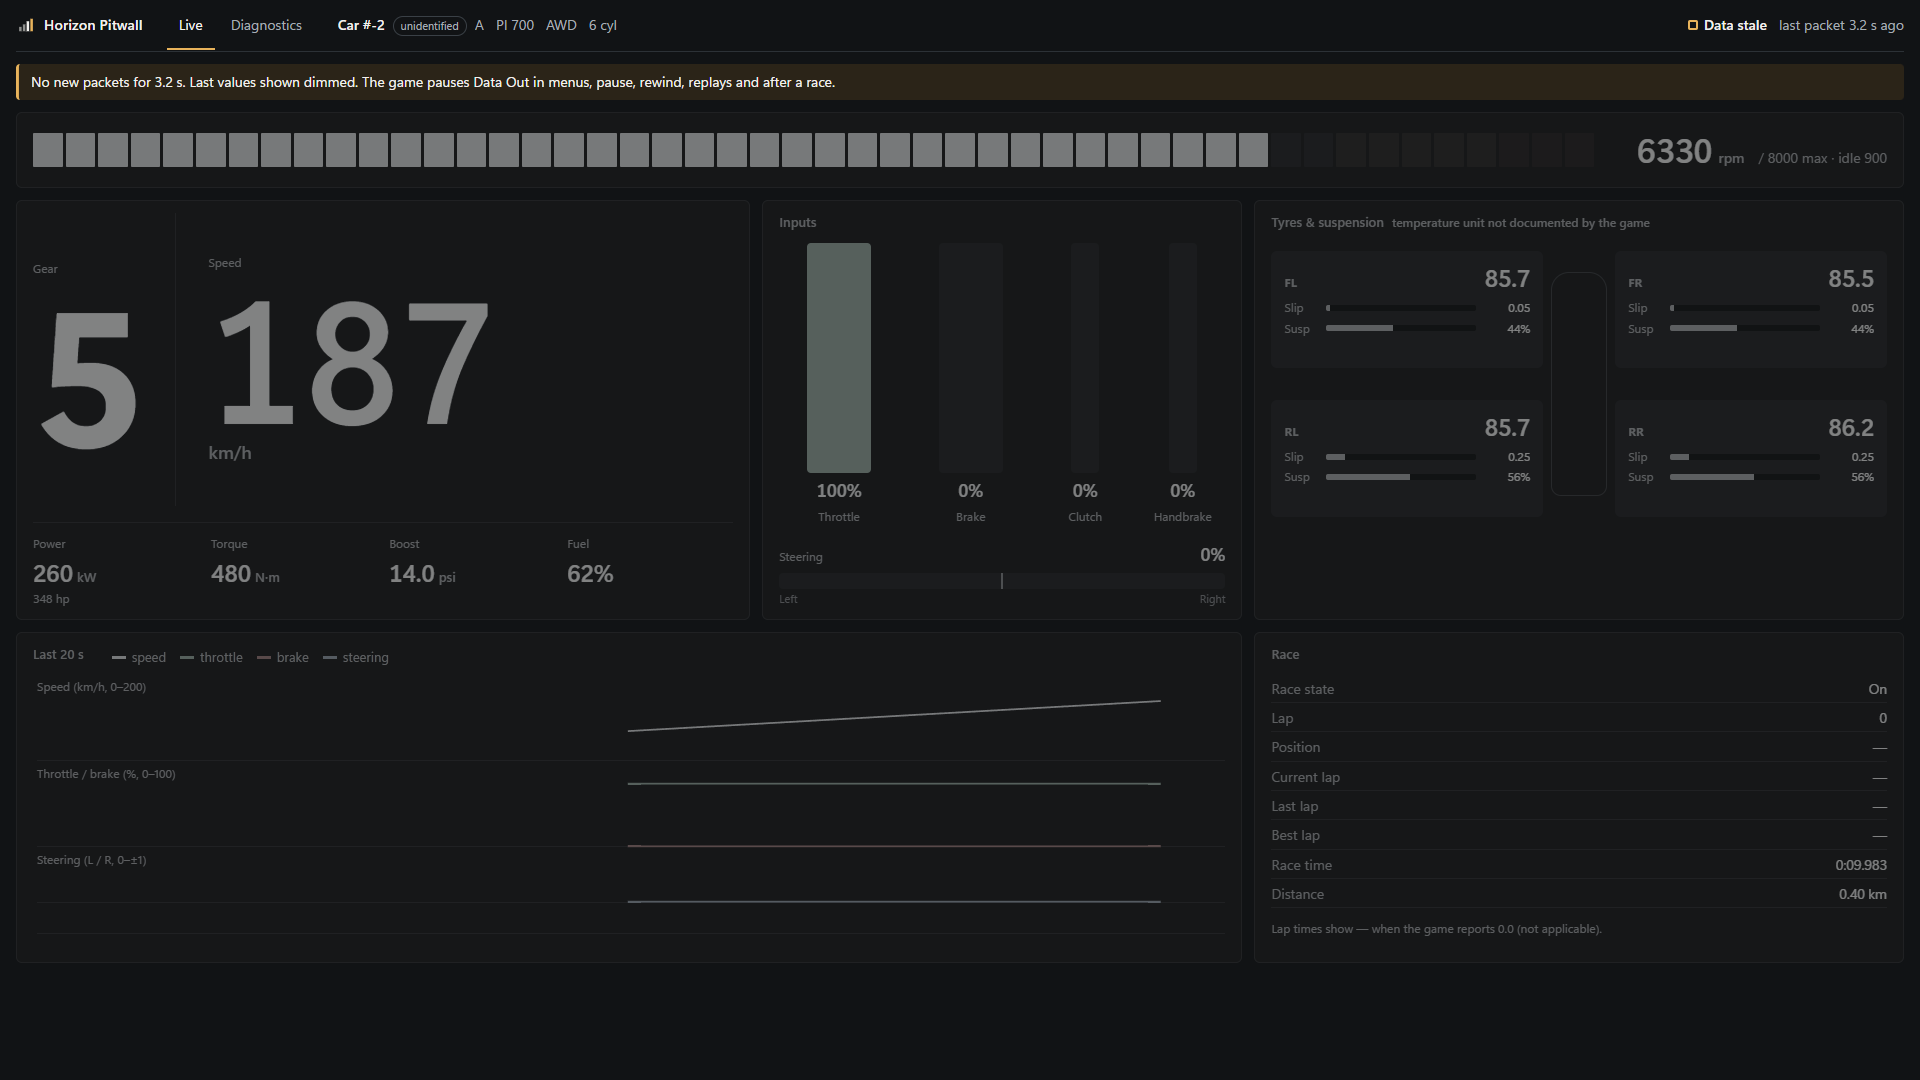 Horizon Pitwall Live Diagnostics Car #-2 unidentified A PI 700 AWD 6 cyl Data stale last packet 3.2 s ago
No new packets for 3.2 s. Last values shown dimmed. The game pauses Data Out in menus, pause, rewind, replays and after a race.
6330 rpm / 8000 max · idle 900
Gear
5
Speed
187
km/h
Power
260 kW
348 hp
Torque
480 N·m
Boost
14.0 psi
Fuel
62%
Inputs
100% 0% 0% 0%
Throttle Brake Clutch Handbrake
Steering 0%
Left Right
Tyres & suspension temperature unit not documented by the game
FL 85.7
Slip 0.05
Susp 44%
FR 85.5
Slip 0.05
Susp 44%
RL 85.7
Slip 0.25
Susp 56%
RR 86.2
Slip 0.25
Susp 56%
Last 20 s speed throttle brake steering
Speed (km/h, 0–200)
Throttle / brake (%, 0–100)
Steering (L / R, 0–±1)
Race
Race state On
Lap 0
Position —
Current lap —
Last lap —
Best lap —
Race time 0:09.983
Distance 0.40 km
Lap times show — when the game reports 0.0 (not applicable).